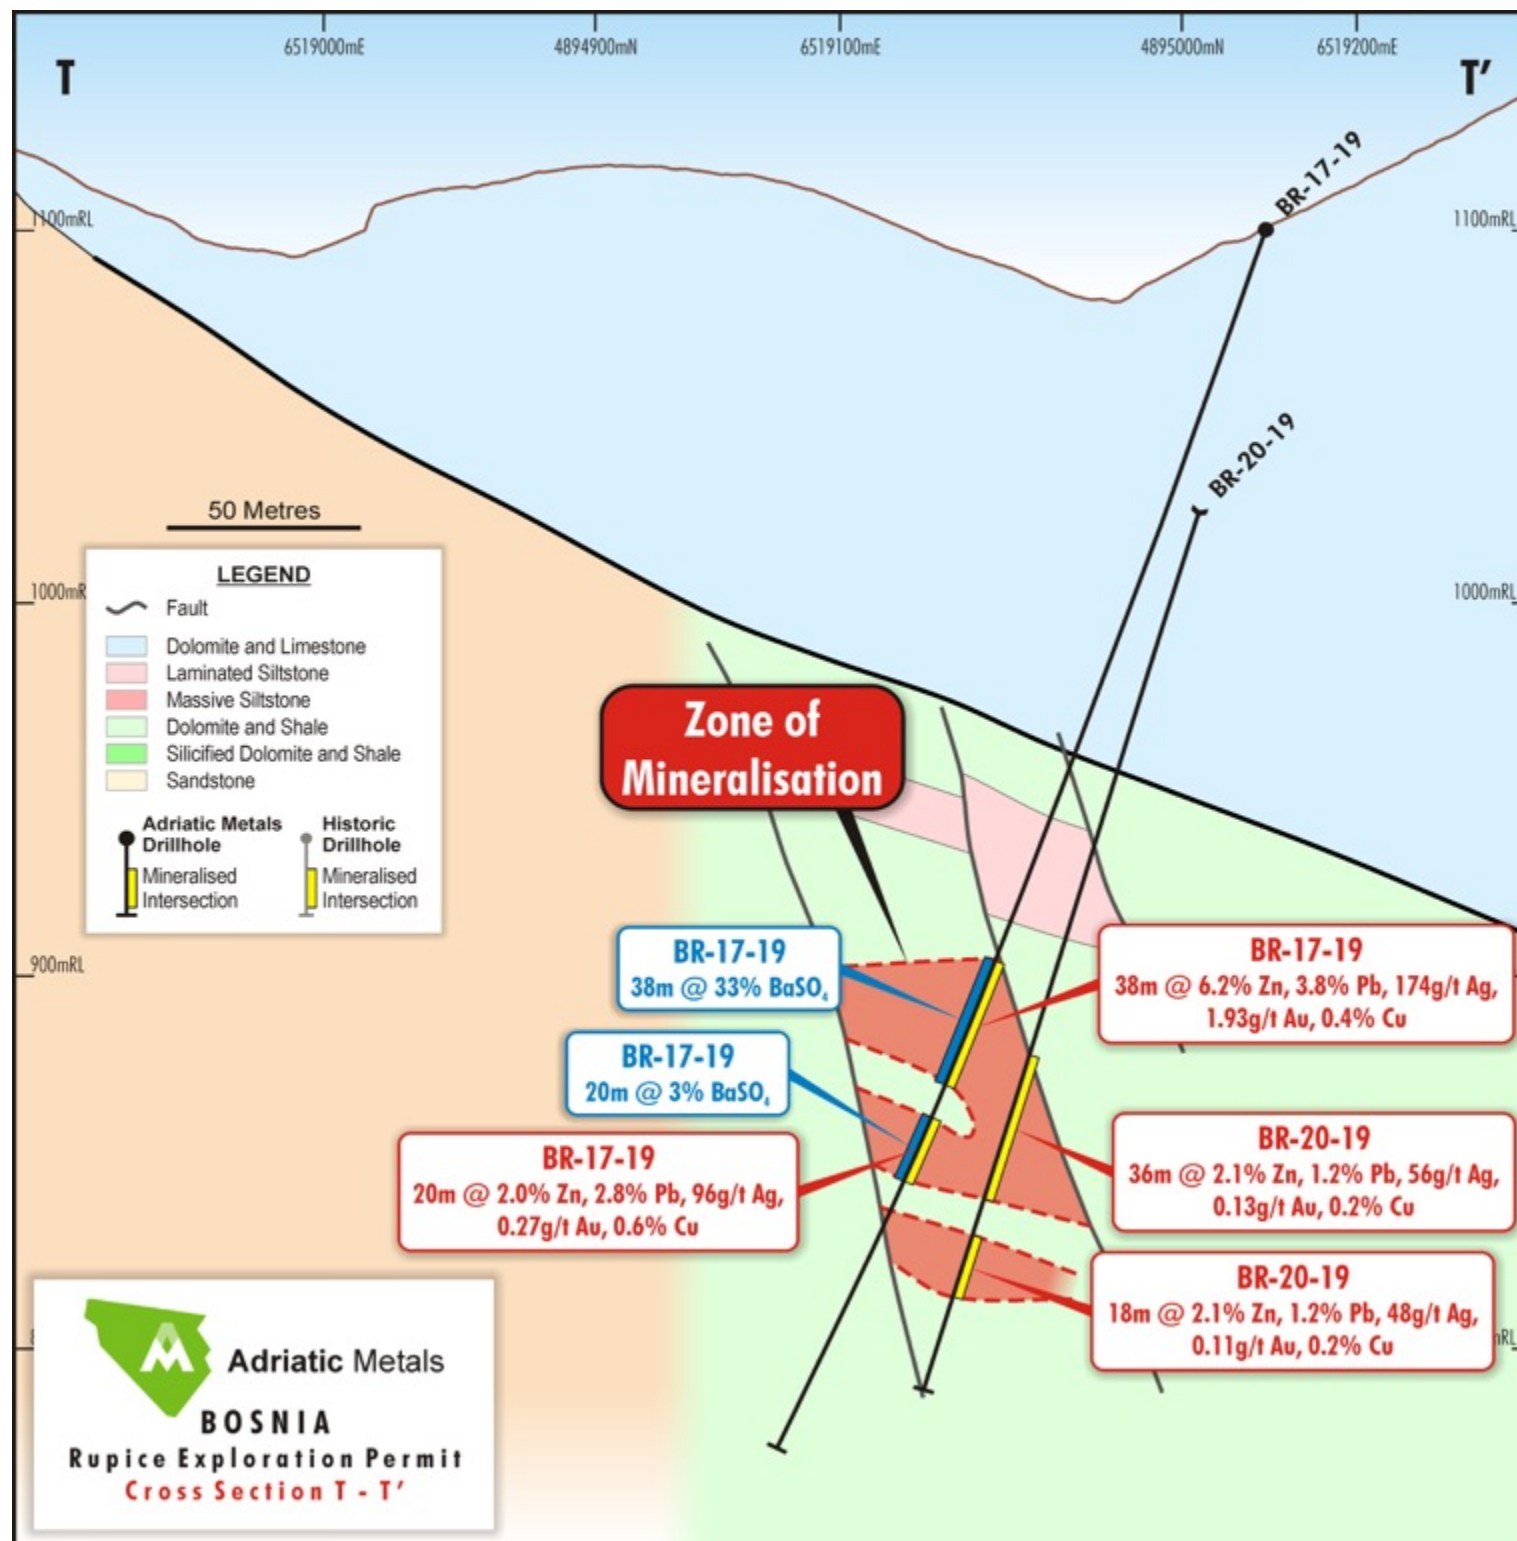 6519000mE 4894900mN 6519100mE 4895000mN 6519200mE
T T'
BR-17-19
1100mRL 1100mRL
BR-20-19
50 Metres
1000mR 1000mRL
LEGEND
Fault
Dolomite and Limestone
Laminated Siltstone
Massive Siltstone
Dolomite and Shale
Silicified Dolomite and Shale
Sandstone
Adriatic Metals
Drillhole
Mineralised
Intersection
Historic
Drillhole
Mineralised
Intersection
Zone of
Mineralisation
900mRL
BR-17-19
38m @ 33% BaSO₄
BR-17-19
38m @ 6.2% Zn, 3.8% Pb, 174g/t Ag,
1.93g/t Au, 0.4% Cu
BR-17-19
20m @ 3% BaSO₄
BR-17-19
20m @ 2.0% Zn, 2.8% Pb, 96g/t Ag,
0.27g/t Au, 0.6% Cu
BR-20-19
36m @ 2.1% Zn, 1.2% Pb, 56g/t Ag,
0.13g/t Au, 0.2% Cu
BR-20-19
18m @ 2.1% Zn, 1.2% Pb, 48g/t Ag,
0.11g/t Au, 0.2% Cu
Adriatic Metals
BOSNIA
Rupice Exploration Permit
Cross Section T - T'